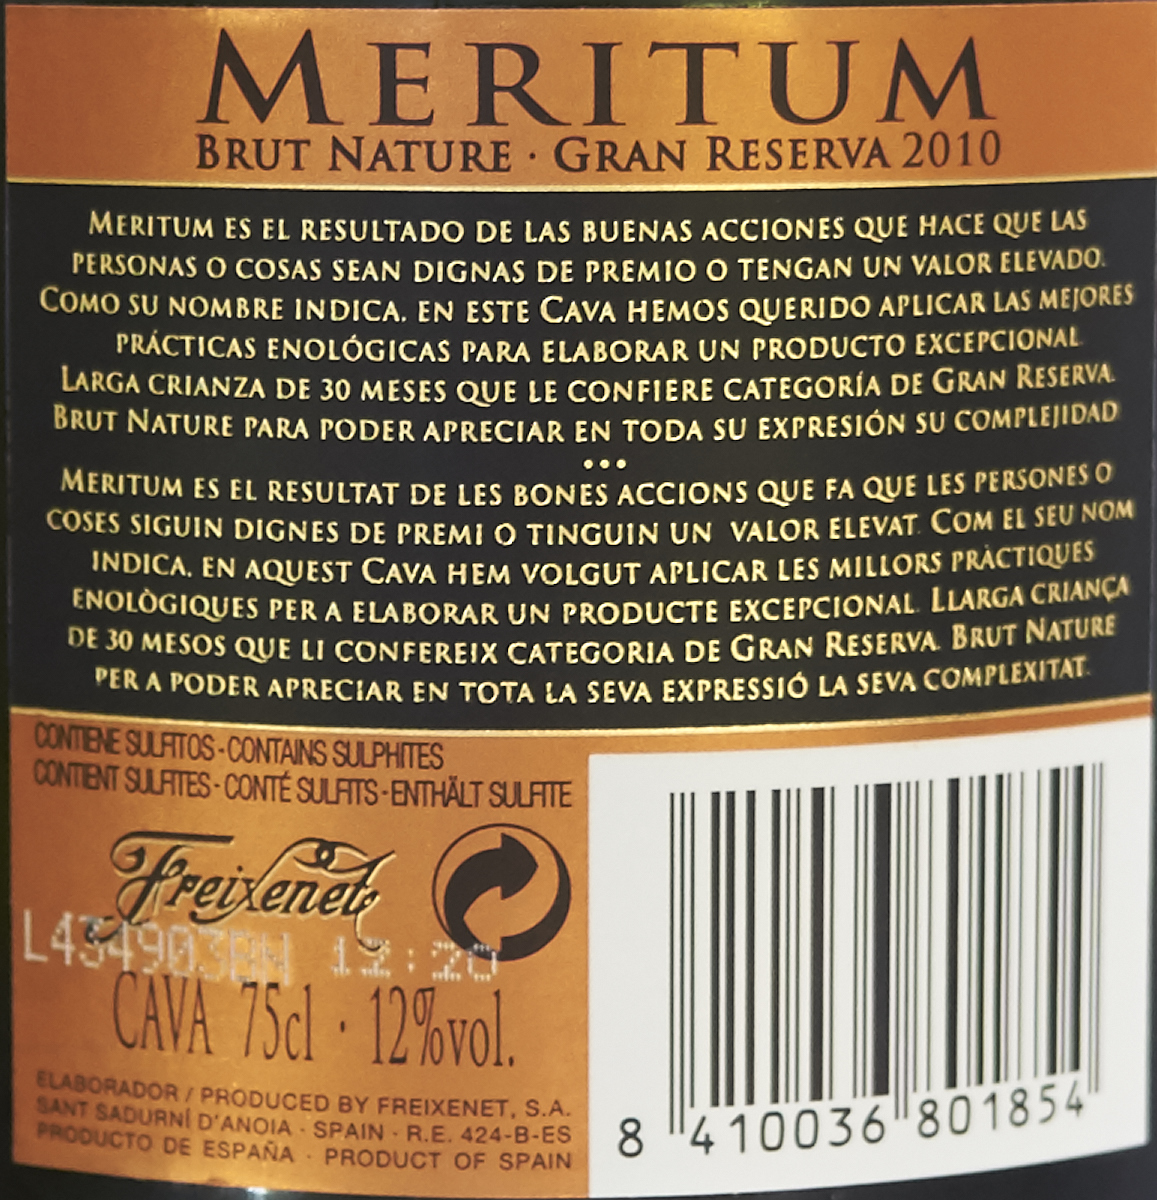 MERITUM
BRUT NATURE · GRAN RESERVA 2010
MERITUM ES EL RESULTADO DE LAS BUENAS ACCIONES QUE HACE QUE LAS
PERSONAS O COSAS SEAN DIGNAS DE PREMIO O TENGAN UN VALOR ELEVADO.
COMO SU NOMBRE INDICA, EN ESTE CAVA HEMOS QUERIDO APLICAR LAS MEJORES
PRÁCTICAS ENOLÓGICAS PARA ELABORAR UN PRODUCTO EXCEPCIONAL.
LARGA CRIANZA DE 30 MESES QUE LE CONFIERE CATEGORÍA DE GRAN RESERVA.
BRUT NATURE PARA PODER APRECIAR EN TODA SU EXPRESIÓN SU COMPLEJIDAD
•••
MERITUM ES EL RESULTAT DE LES BONES ACCIONS QUE FA QUE LES PERSONES O
COSES SIGUIN DIGNES DE PREMI O TINGUIN UN VALOR ELEVAT. COM EL SEU NOM
INDICA, EN AQUEST CAVA HEM VOLGUT APLICAR LES MILLORS PRÀCTIQUES
ENOLÒGIQUES PER A ELABORAR UN PRODUCTE EXCEPCIONAL. LLARGA CRIANÇA
DE 30 MESOS QUE LI CONFEREIX CATEGORIA DE GRAN RESERVA. BRUT NATURE
PER A PODER APRECIAR EN TOTA LA SEVA EXPRESSIÓ LA SEVA COMPLEXITAT.
CONTIENE SULFITOS - CONTAINS SULPHITES
CONTIENT SULFITES - CONTÉ SULFITS - ENTHÄLT SULFITE
Freixenet
L434903BN 12:20
CAVA 75cl · 12%vol.
ELABORADOR / PRODUCED BY FREIXENET, S.A.
SANT SADURNÍ D'ANOIA · SPAIN · R.E. 424-B-ES
PRODUCTO DE ESPAÑA · PRODUCT OF SPAIN
8 410036 801854